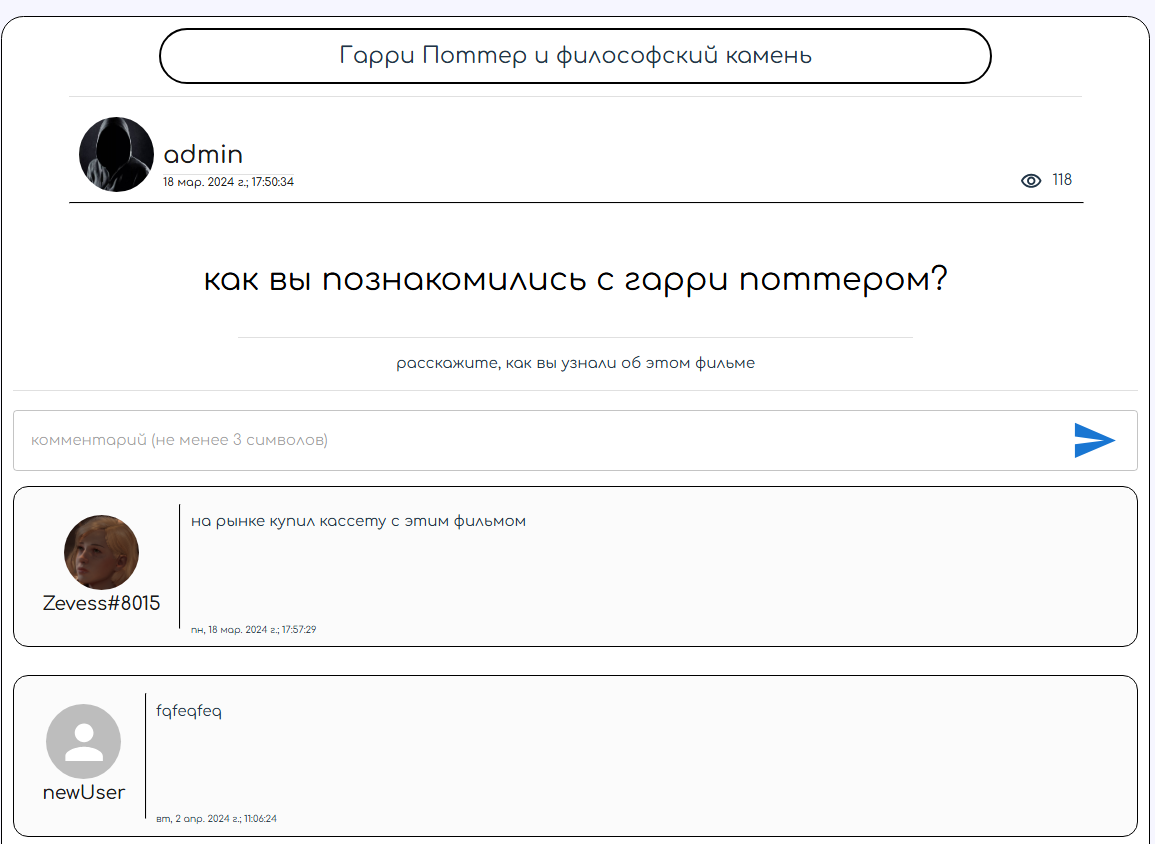 Гарри Поттер и философский камень
admin
18 мар. 2024 г.; 17:50:34
118
как вы познакомились с гарри поттером?
расскажите, как вы узнали об этом фильме
комментарий (не менее 3 символов)
на рынке купил кассету с этим фильмом
Zevess#8015
пн, 18 мар. 2024 г.; 17:57:29
fqfeqfeq
newUser
вт, 2 апр. 2024 г.; 11:06:24